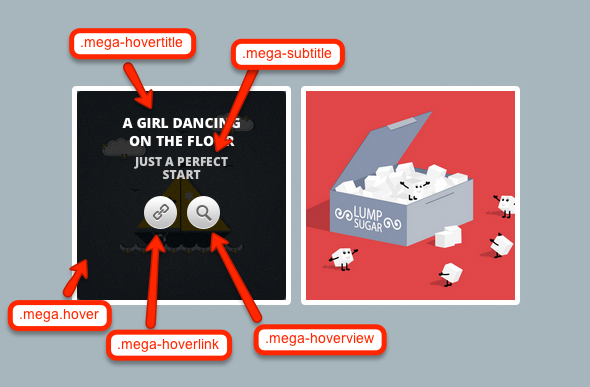 .mega-hovertitle
.mega-subtitle
A GIRL DANCING
ON THE FLOOR
JUST A PERFECT
START
LUMP
SUGAR
.mega.hover
.mega-hoverlink
.mega-hoverview